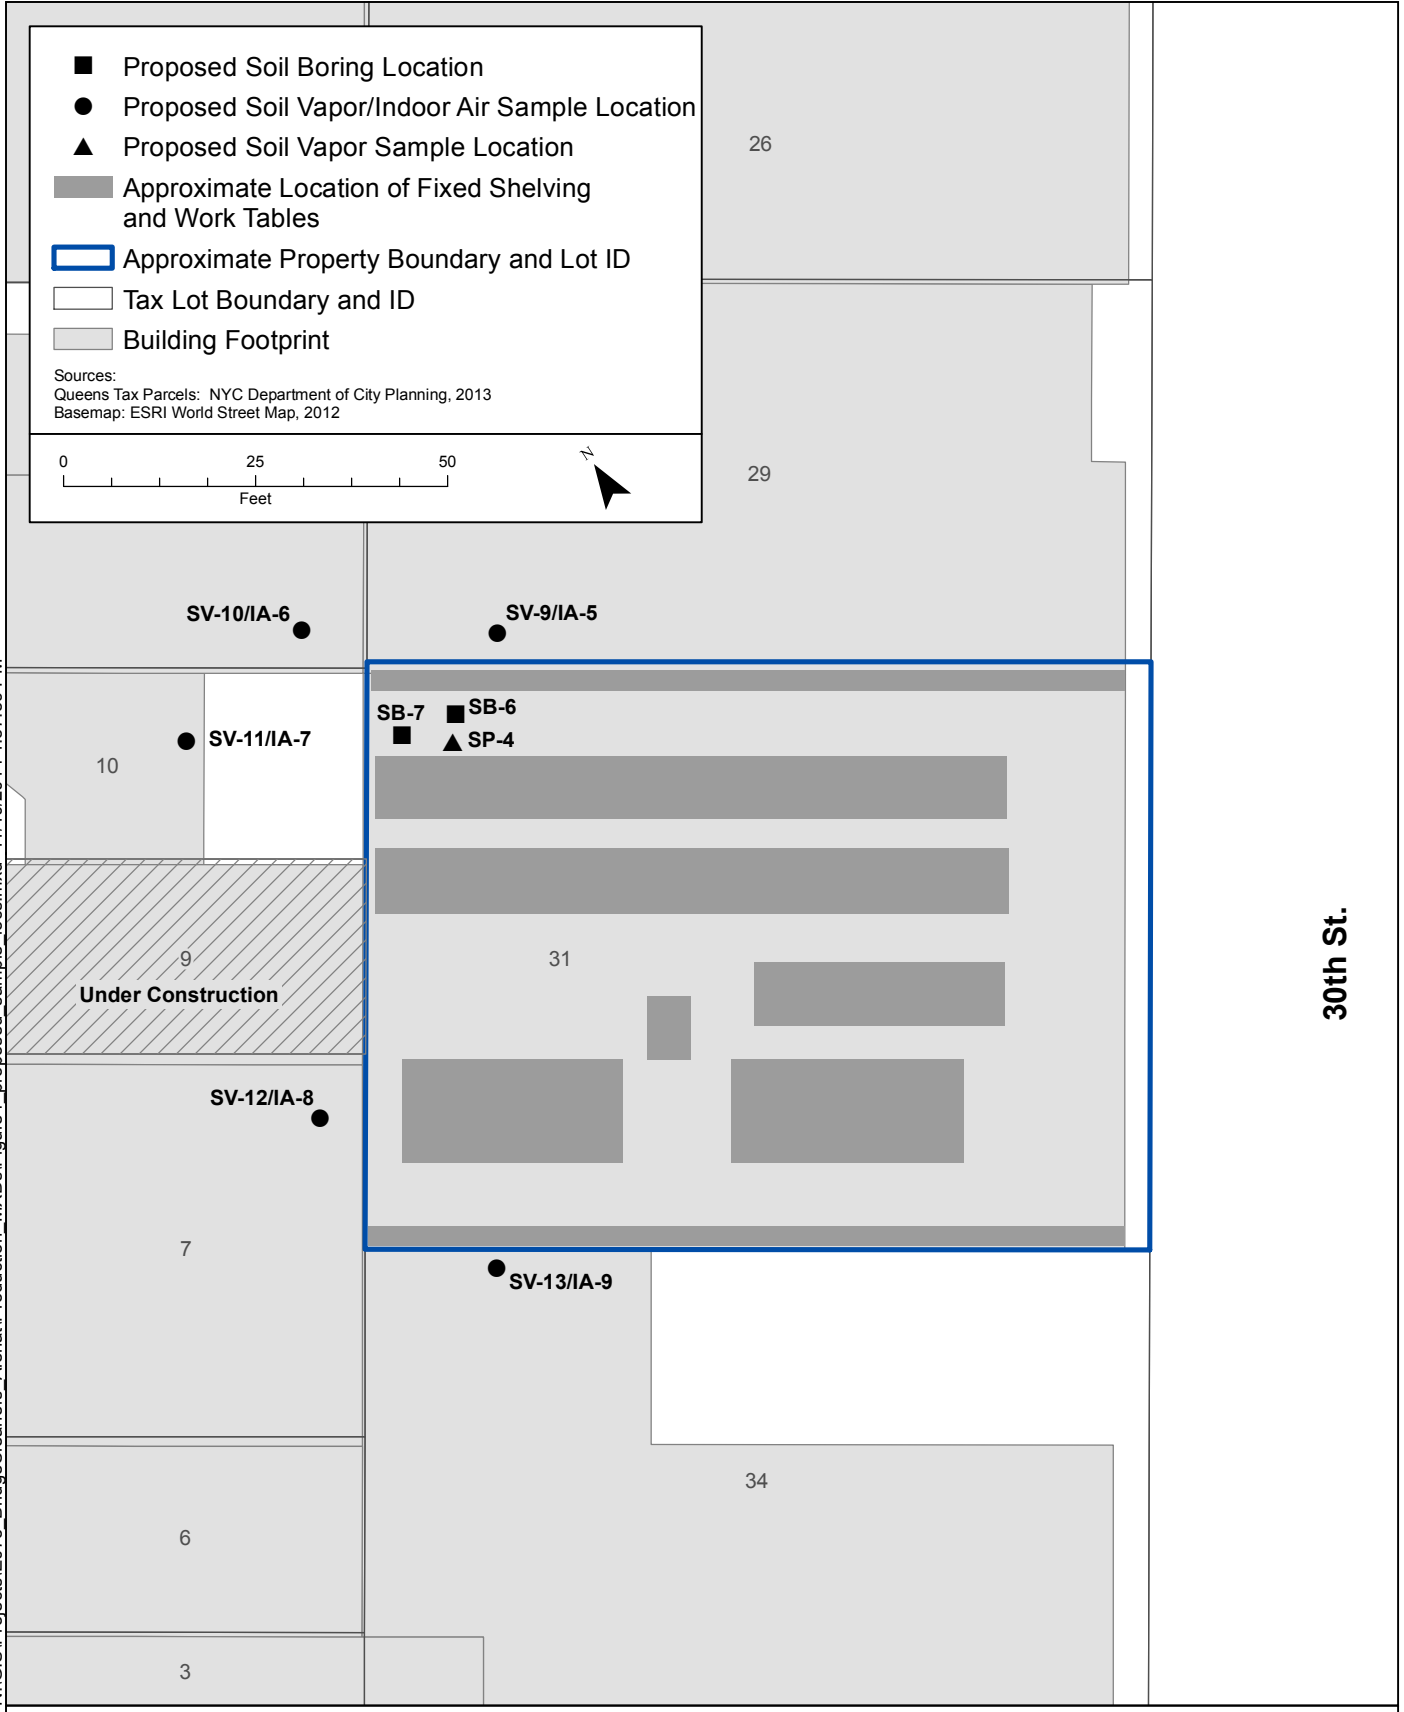 Proposed Soil Boring Location
Proposed Soil Vapor/Indoor Air Sample Location
Proposed Soil Vapor Sample Location
Approximate Location of Fixed Shelving
and Work Tables
Approximate Property Boundary and Lot ID
Tax Lot Boundary and ID
Building Footprint
Sources:
Queens Tax Parcels: NYC Department of City Planning, 2013
Basemap: ESRI World Street Map, 2012
0 25 50
Feet
N
26
29
SV-10/IA-6
SV-9/IA-5
SB-7
SB-6
SP-4
SV-11/IA-7
10
9
Under Construction
31
30th St.
SV-12/IA-8
7
SV-13/IA-9
34
6
3